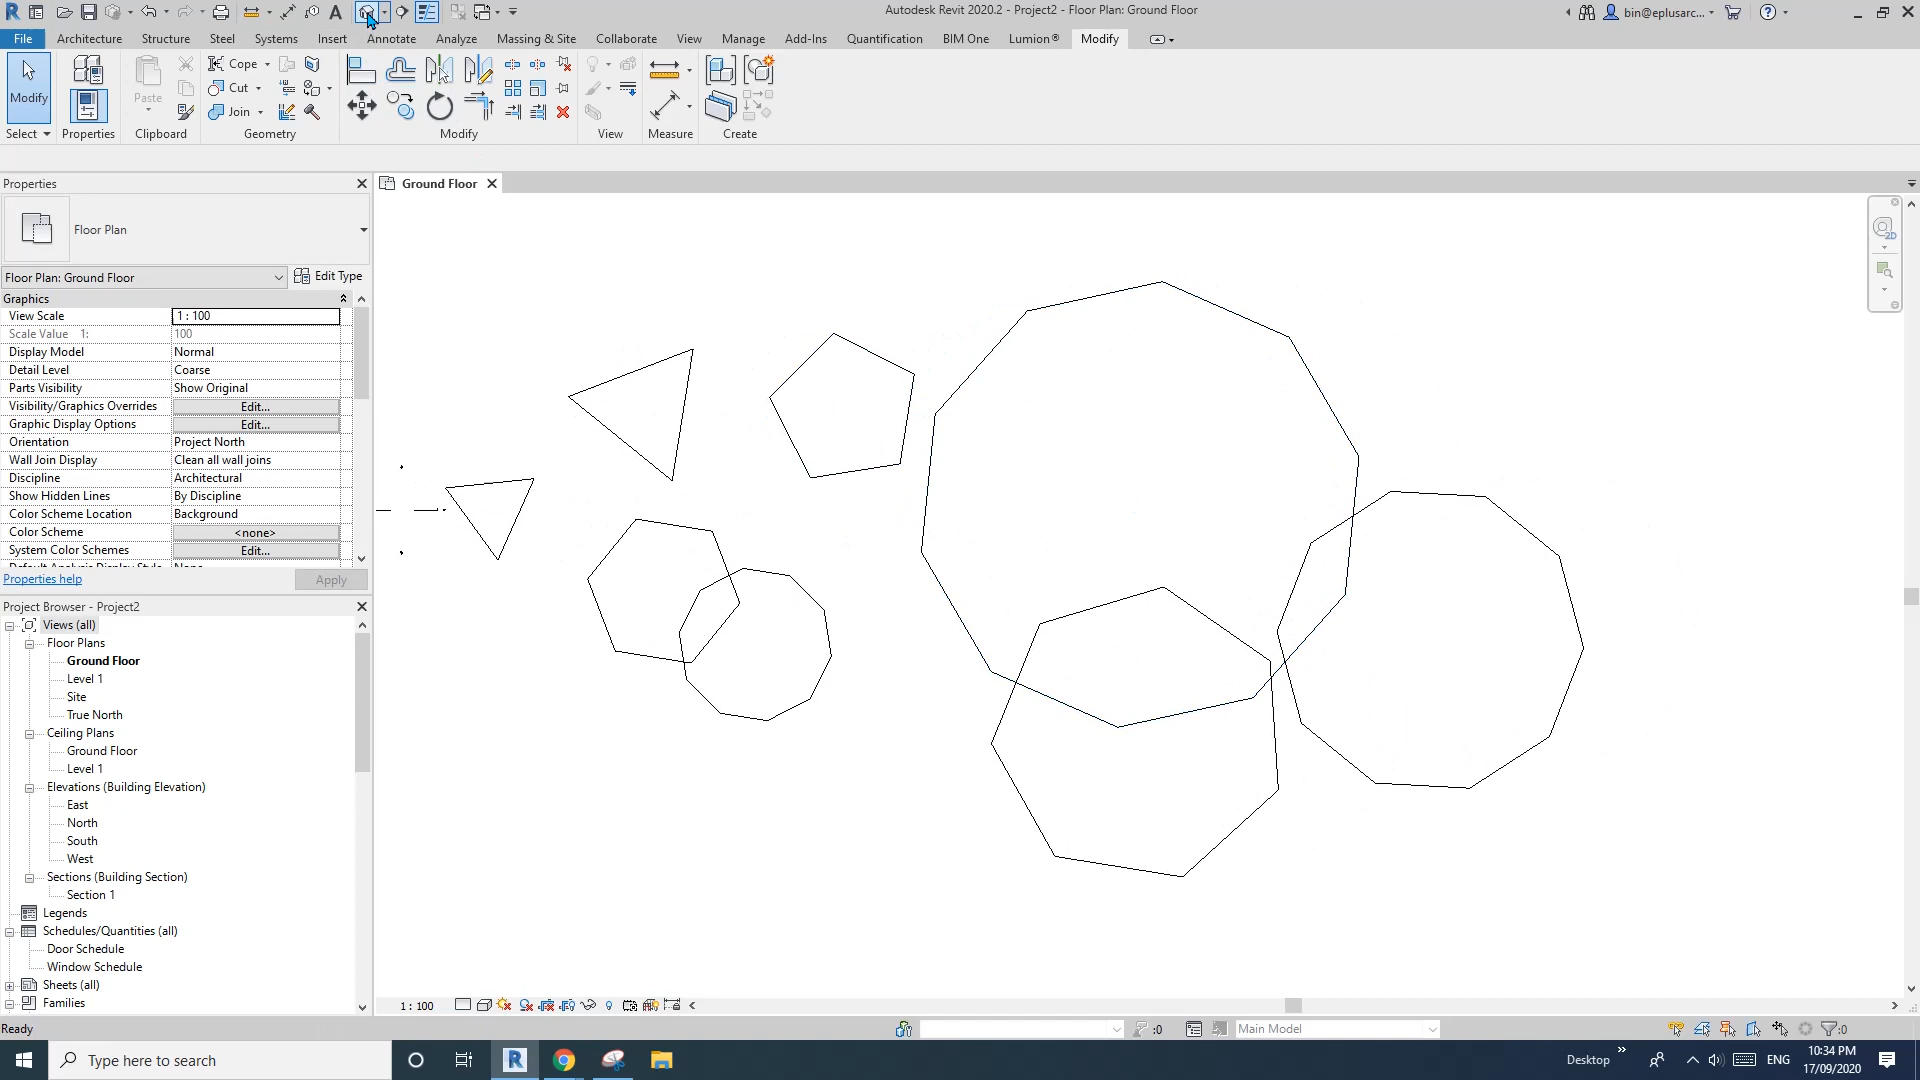 Autodesk Revit 2020.2 - Project2 - Floor Plan: Ground Floor
bin@eplusarc...
File Architecture Structure Steel Systems Insert Annotate Analyze Massing & Site Collaborate View Manage Add-Ins Quantification BIM One Lumion® Modify
Modify
Paste
Cope
Cut
Join
Select Properties Clipboard Geometry Modify View Measure Create
Properties
Ground Floor
Floor Plan
2D
Floor Plan: Ground Floor
Edit Type
Graphics
View Scale 1 : 100
Scale Value 1: 100
Display Model Normal
Detail Level Coarse
Parts Visibility Show Original
Visibility/Graphics Overrides Edit...
Graphic Display Options Edit...
Orientation Project North
Wall Join Display Clean all wall joins
Discipline Architectural
Show Hidden Lines By Discipline
Color Scheme Location Background
Color Scheme <none>
System Color Schemes Edit...
Properties help
Apply
Project Browser - Project2
Views (all)
Floor Plans
Ground Floor
Level 1
Site
True North
Ceiling Plans
Ground Floor
Level 1
Elevations (Building Elevation)
East
North
South
West
Sections (Building Section)
Section 1
Legends
Schedules/Quantities (all)
Door Schedule
Window Schedule
Sheets (all)
Families
1 : 100
Ready
:0
Main Model
:0
Type here to search
Desktop
ENG
10:34 PM
17/09/2020